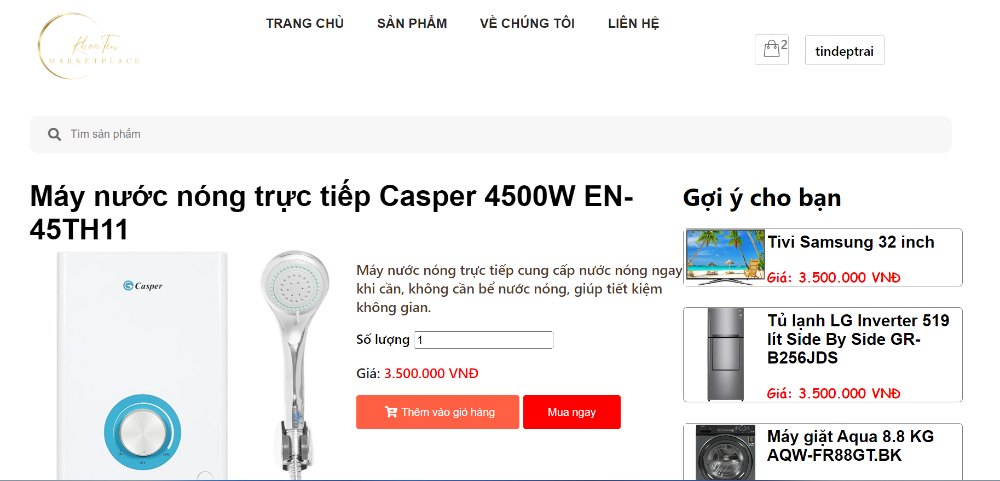 Khoa Tín
MARKETPLACE
TRANG CHỦ
SẢN PHẨM
VỀ CHÚNG TÔI
LIÊN HỆ
2
tindeptrai
Tìm sản phẩm
Máy nước nóng trực tiếp Casper 4500W EN-
45TH11
Casper
ON
OFF
MAX
Máy nước nóng trực tiếp cung cấp nước nóng ngay
khi cần, không cần bể nước nóng, giúp tiết kiệm
không gian.
Số lượng 1
Giá: 3.500.000 VNĐ
Thêm vào giỏ hàng
Mua ngay
Gợi ý cho bạn
Tivi Samsung 32 inch
Giá: 3.500.000 VNĐ
Tủ lạnh LG Inverter 519
lít Side By Side GR-
B256JDS
Giá: 3.500.000 VNĐ
Máy giặt Aqua 8.8 KG
AQW-FR88GT.BK